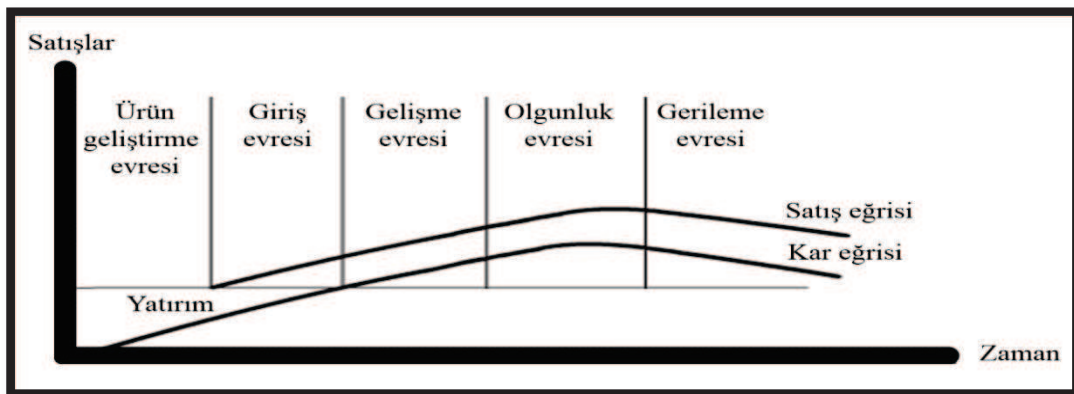 Satışlar
Ürün
geliştirme
evresi
Giriş
evresi
Gelişme
evresi
Olgunluk
evresi
Gerileme
evresi
Satış eğrisi
Kar eğrisi
Yatırım
Zaman